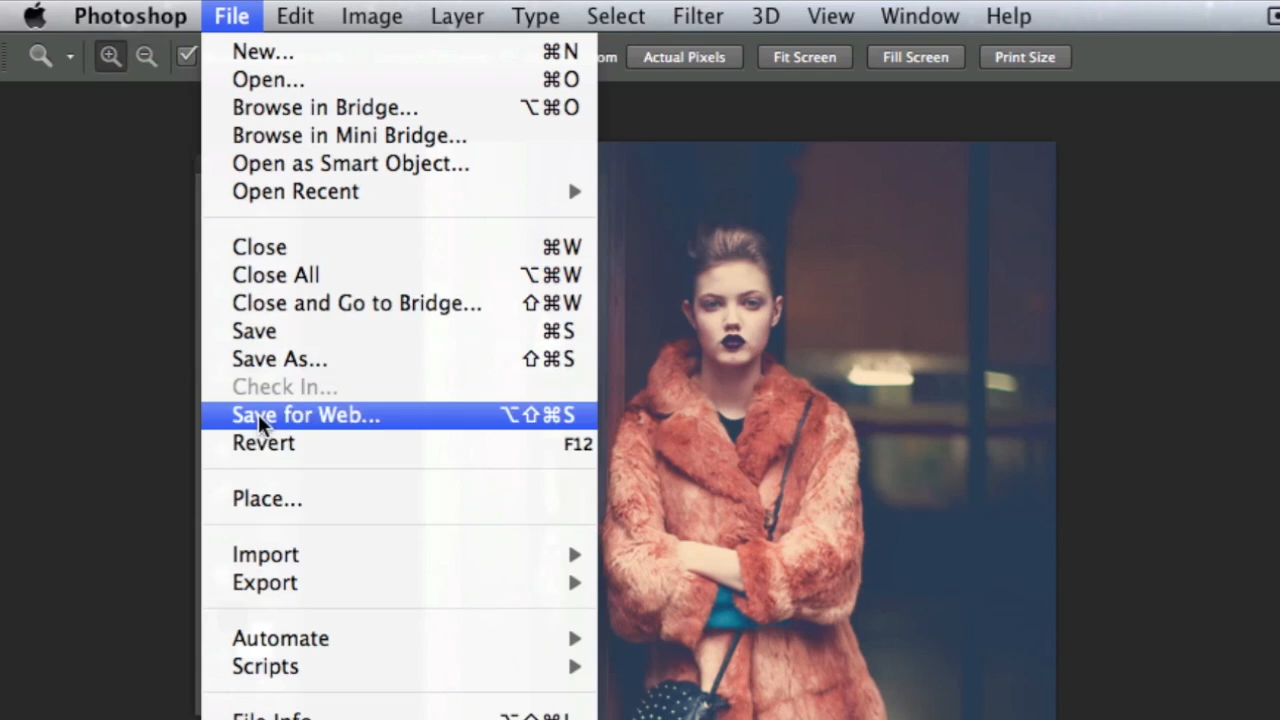 Photoshop File Edit Image Layer Type Select Filter 3D View Window Help
om Actual Pixels Fit Screen Fill Screen Print Size
New... ⌘N
Open... ⌘O
Browse in Bridge... ⌥⌘O
Browse in Mini Bridge...
Open as Smart Object...
Open Recent ▶
Close ⌘W
Close All ⌥⌘W
Close and Go to Bridge... ⇧⌘W
Save ⌘S
Save As... ⇧⌘S
Check In...
Save for Web... ⌥⇧⌘S
Revert F12
Place...
Import ▶
Export ▶
Automate ▶
Scripts ▶
File Info... ⌥⇧⌘I